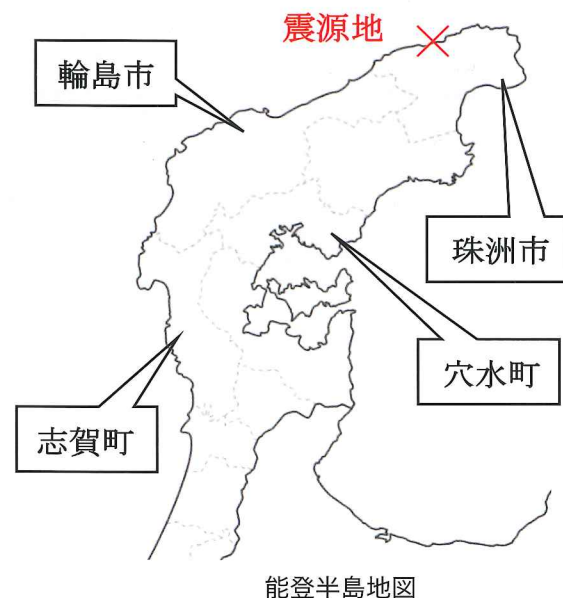 震源地
輪島市
珠洲市
穴水町
志賀町
能登半島地図